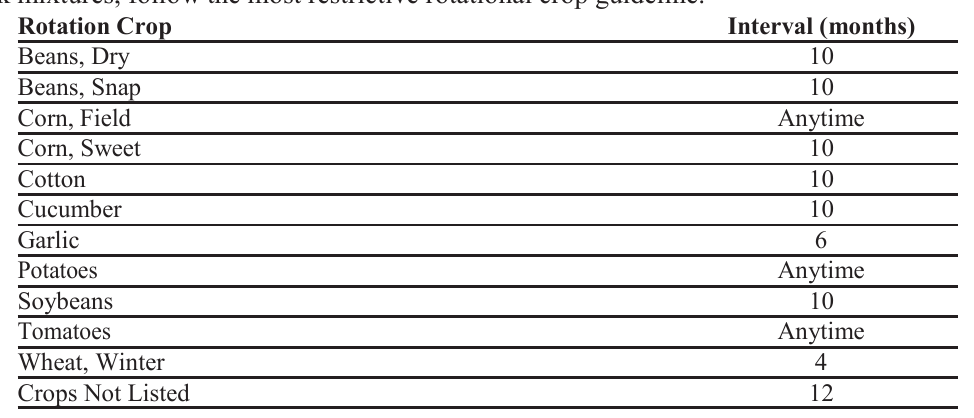 mixtures, follow the most restrictive rotational crop guideline.
Rotation Crop Interval (months)
Beans, Dry 10
Beans, Snap 10
Corn, Field Anytime
Corn, Sweet 10
Cotton 10
Cucumber 10
Garlic 6
Potatoes Anytime
Soybeans 10
Tomatoes Anytime
Wheat, Winter 4
Crops Not Listed 12